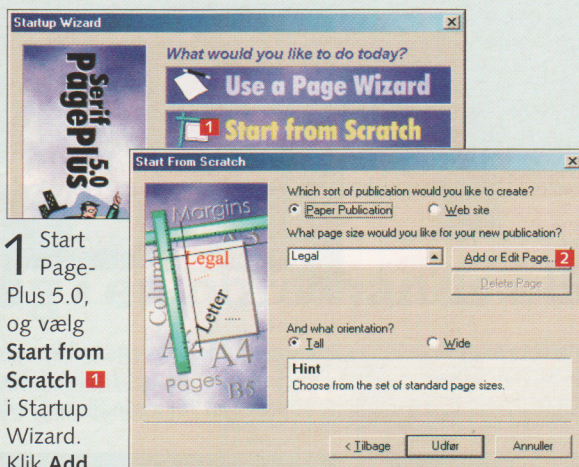 Startup Wizard
Serif
PagePlus 5.0
What would you like to do today?
Use a Page Wizard
1 Start from Scratch
Start From Scratch
Margins
Legal
Letter
A4
Pages
B5
Which sort of publication would you like to create?
Paper Publication
Web site
What page size would you like for your new publication?
Legal
Add or Edit Page... 2
Delete Page
And what orientation?
Tall
Wide
Hint
Choose from the set of standard page sizes.
< Tilbage
Udfør
Annuller
1 Start
Page-
Plus 5.0,
og vælg
Start from
Scratch 1
i Startup
Wizard.
Klik Add